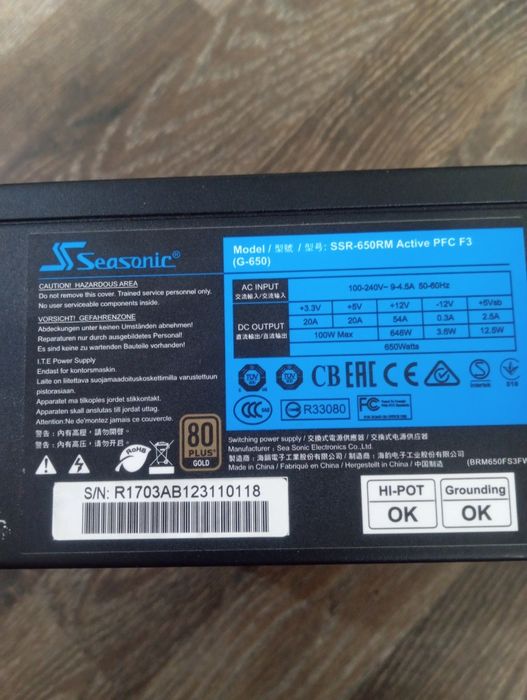 Seasonic®
Model / 型號 / 型号: SSR-650RM Active PFC F3
(G-650)
CAUTION! HAZARDOUS AREA
Do not remove this cover. Trained service personnel only.
No user serviceable components inside.
VORSICHT! GEFAHRENZONE
Abdeckungen unter keinen Umständen abnehmen!
Reparaturen nur durch ausgebildetes Personal!
Es sind keine zu wartenden Bauteile vorhanden!
I.T.E Power Supply
Endast for kontorsmaskin.
Laite on liitettava suojamaadoituskoskettimilla varustettuun
pistorasiaan.
Apparatet ma tilkoples jordet stikkontakt.
Apparaten skall anslutas till jordad uttag.
Attention:Ne de'montez jamais ce couvercle.
警告: 內有高壓，請勿開啓。
警告: 内有高压，请勿开启。
AC INPUT
交流輸入/交流输入
100-240V~ 9-4.5A 50-60Hz
DC OUTPUT
直流輸出/直流输出
+3.3V +5V +12V -12V +5Vsb
20A 20A 54A 0.3A 2.5A
100W Max 648W 3.6W 12.5W
650Watts
CB EAC CE
Intertek
S10
CCC
R33080
FC
80
PLUS®
GOLD
RoHS
Switching power supply / 交換式電源供應器 / 交换式电源供应器
Manufacturer : Sea Sonic Electronics Co., Ltd.
製造商 / 制造商 : 海韻電子工業股份有限公司 / 海韵电子工业股份有限公司
Made in China / Fabriqué en China / Hergestellt in China / 中国制造
(BRM650FS3FW
S/N: R1703AB123110118
HI-POT
OK
Grounding
OK